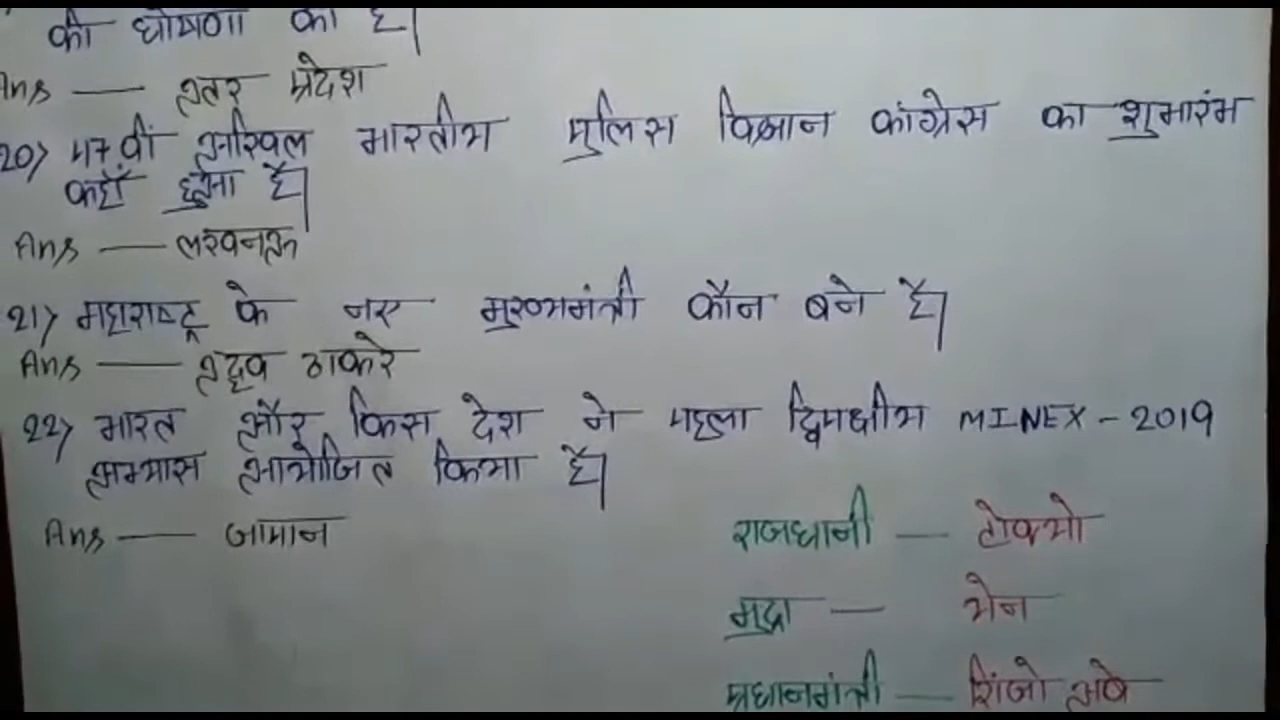 की घोषणा की है|
Ans — उत्तर प्रदेश
20) 47वीं अखिल भारतीय पुलिस विज्ञान कांग्रेस का शुभारंभ
कहाँ हुआ है|
Ans — लखनऊ
21) महाराष्ट्र के नए मुख्यमंत्री कौन बने है|
Ans — उद्धव ठाकरे
22) भारत और किस देश ने पहला द्विपक्षीय MINEX - 2019
अभ्यास आयोजित किया है|
Ans — जापान
राजधानी — टोक्यो
मुद्रा — येन
प्रधानमंत्री — शिंजो अबे